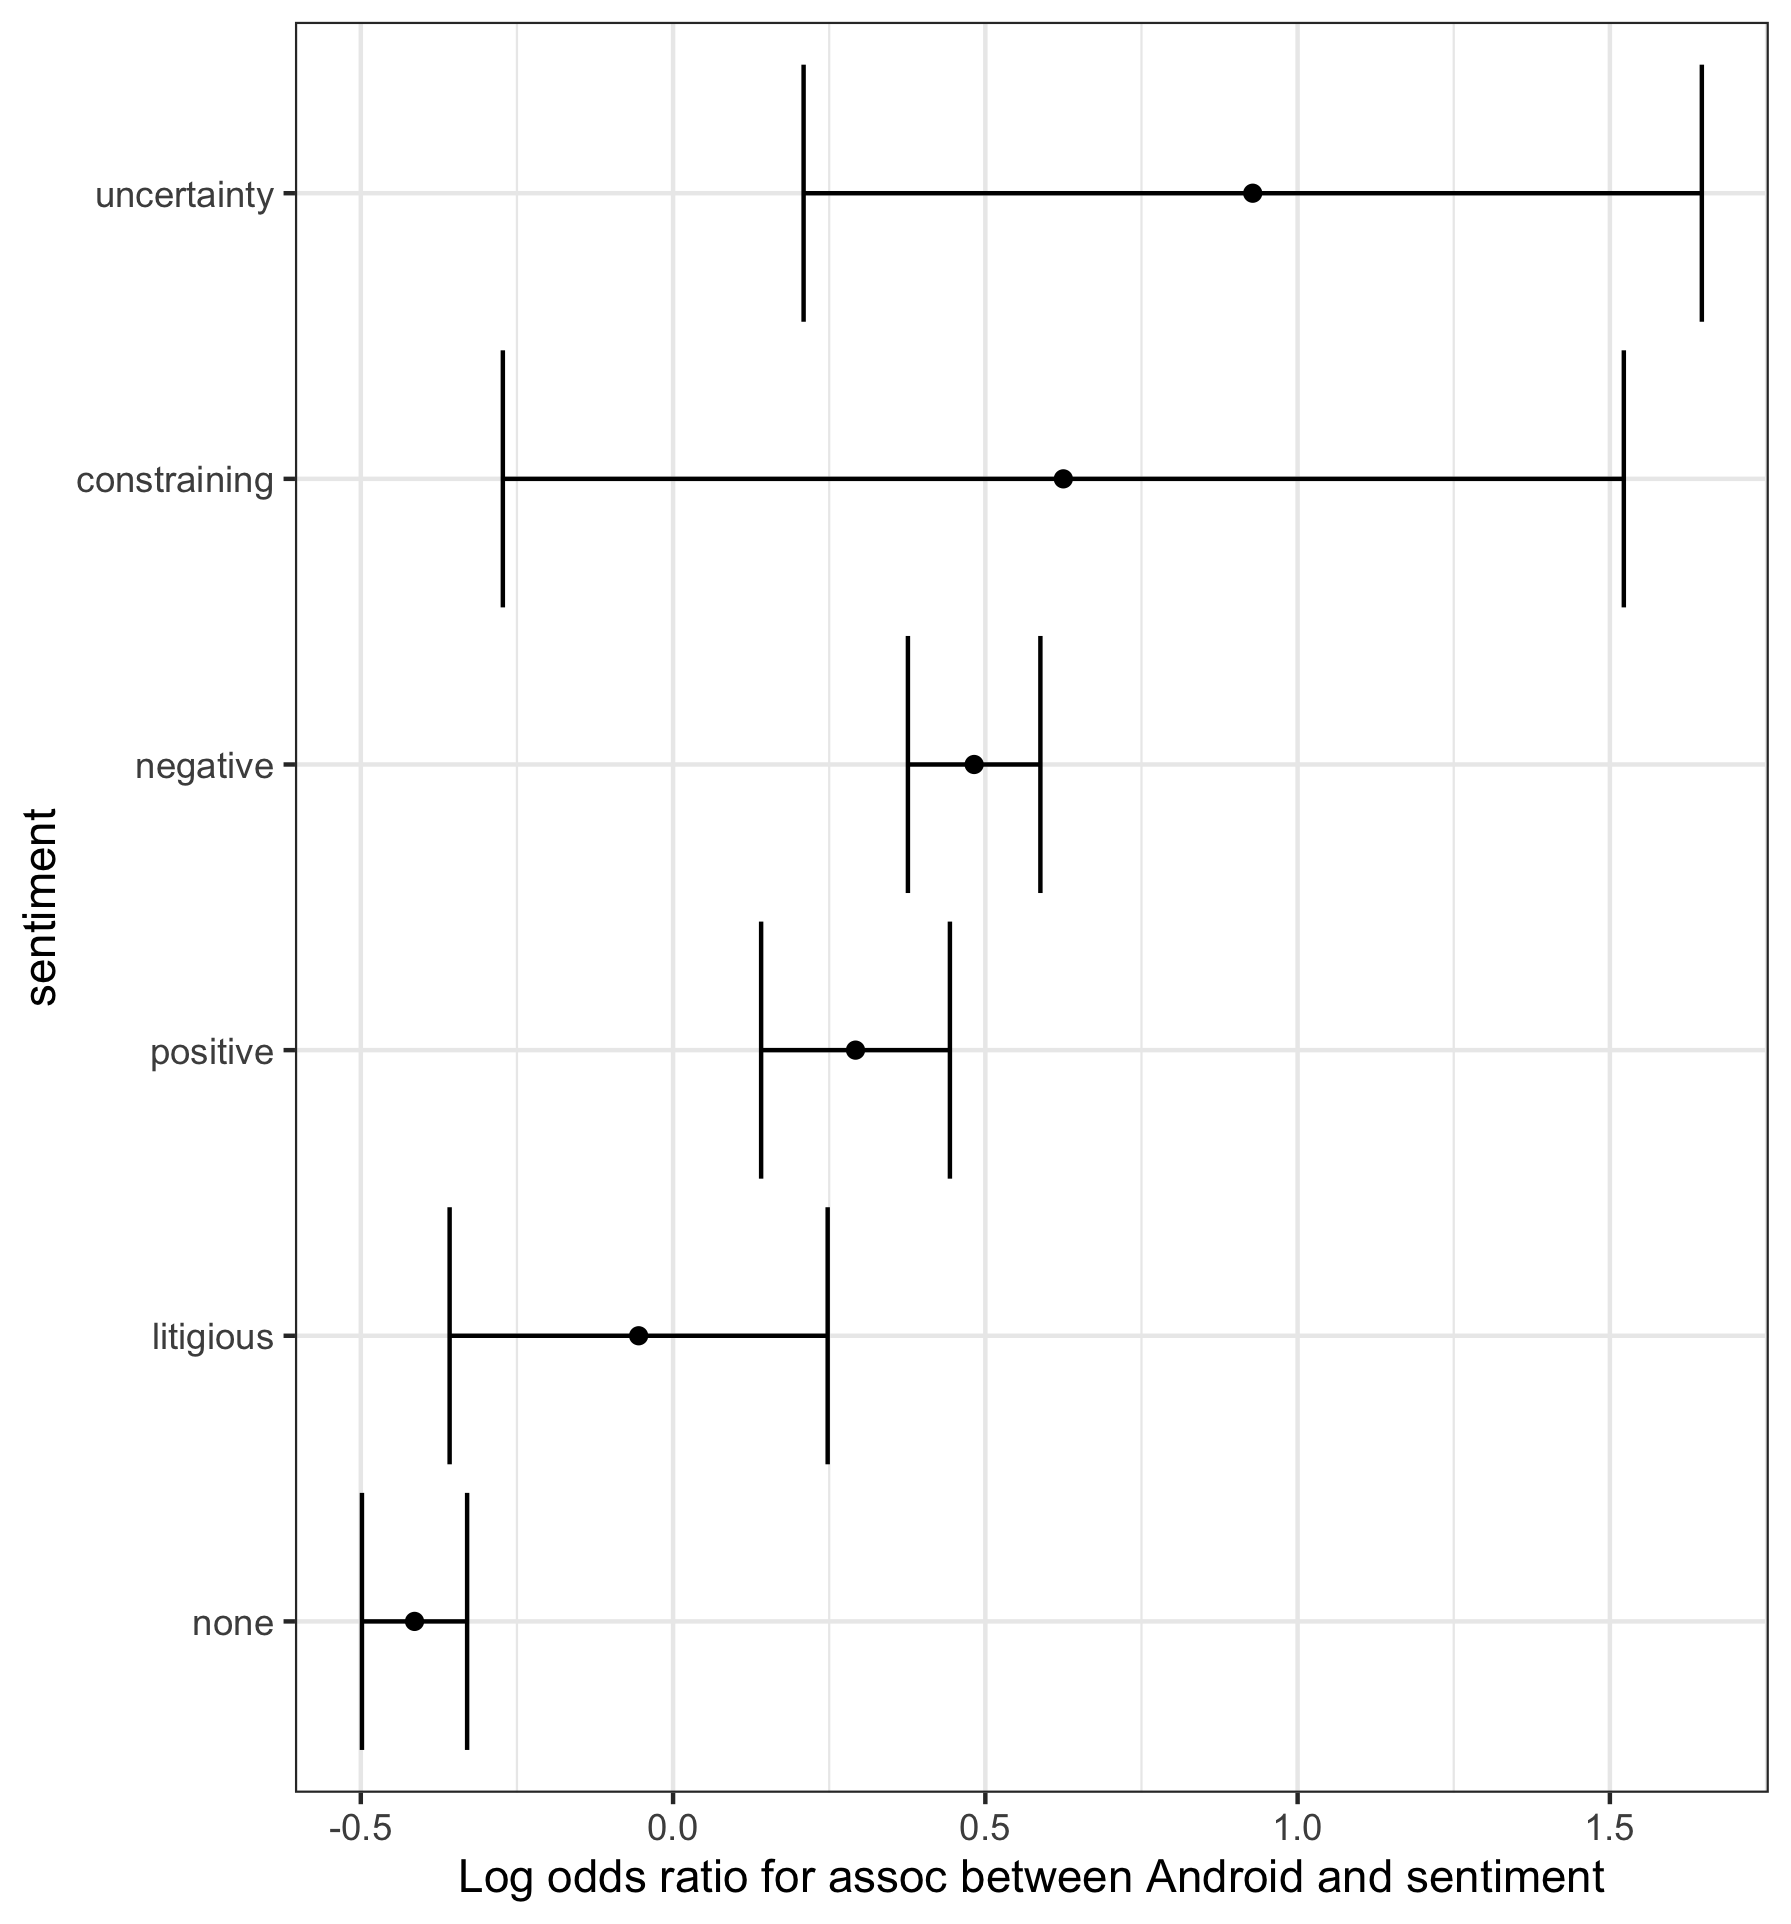 uncertainty
constraining
negative
positive
litigious
none
sentiment
-0.5 0.0 0.5 1.0 1.5
Log odds ratio for assoc between Android and sentiment